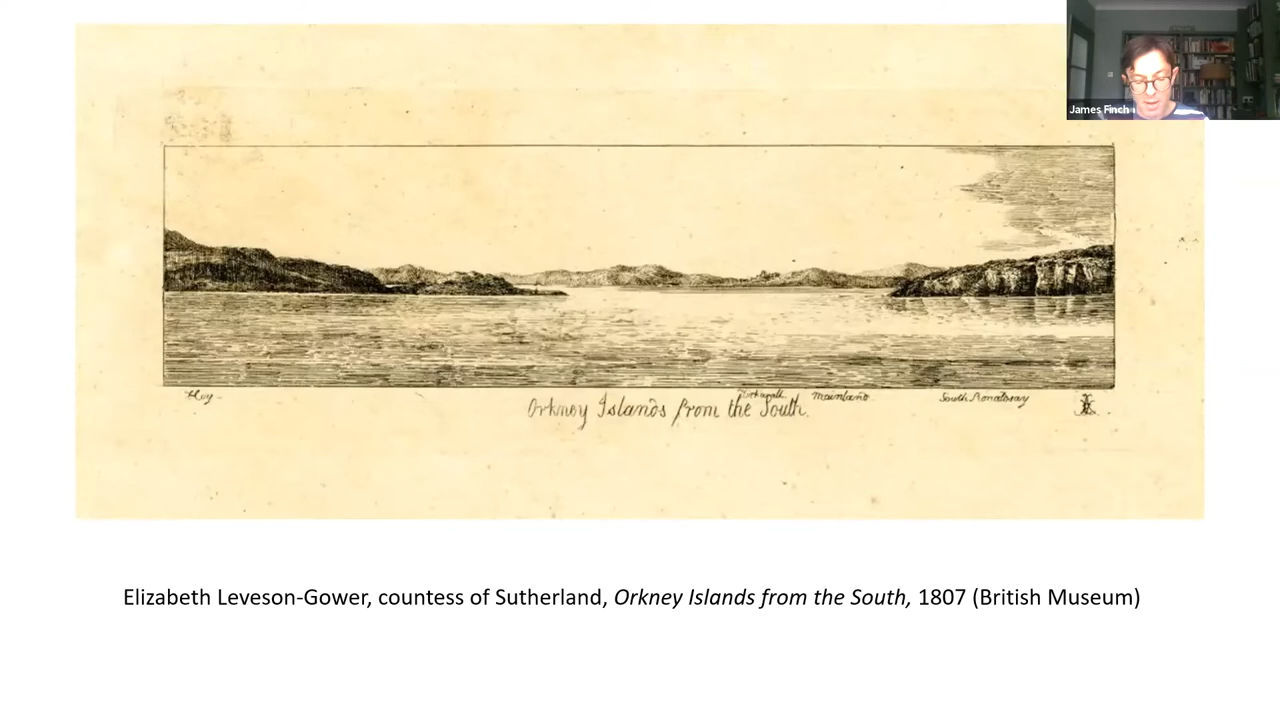 James Finch
Hoy
Kirkwall
Mainland
South Ronaldsay
Orkney Islands from the South.
Elizabeth Leveson-Gower, countess of Sutherland, Orkney Islands from the South, 1807 (British Museum)